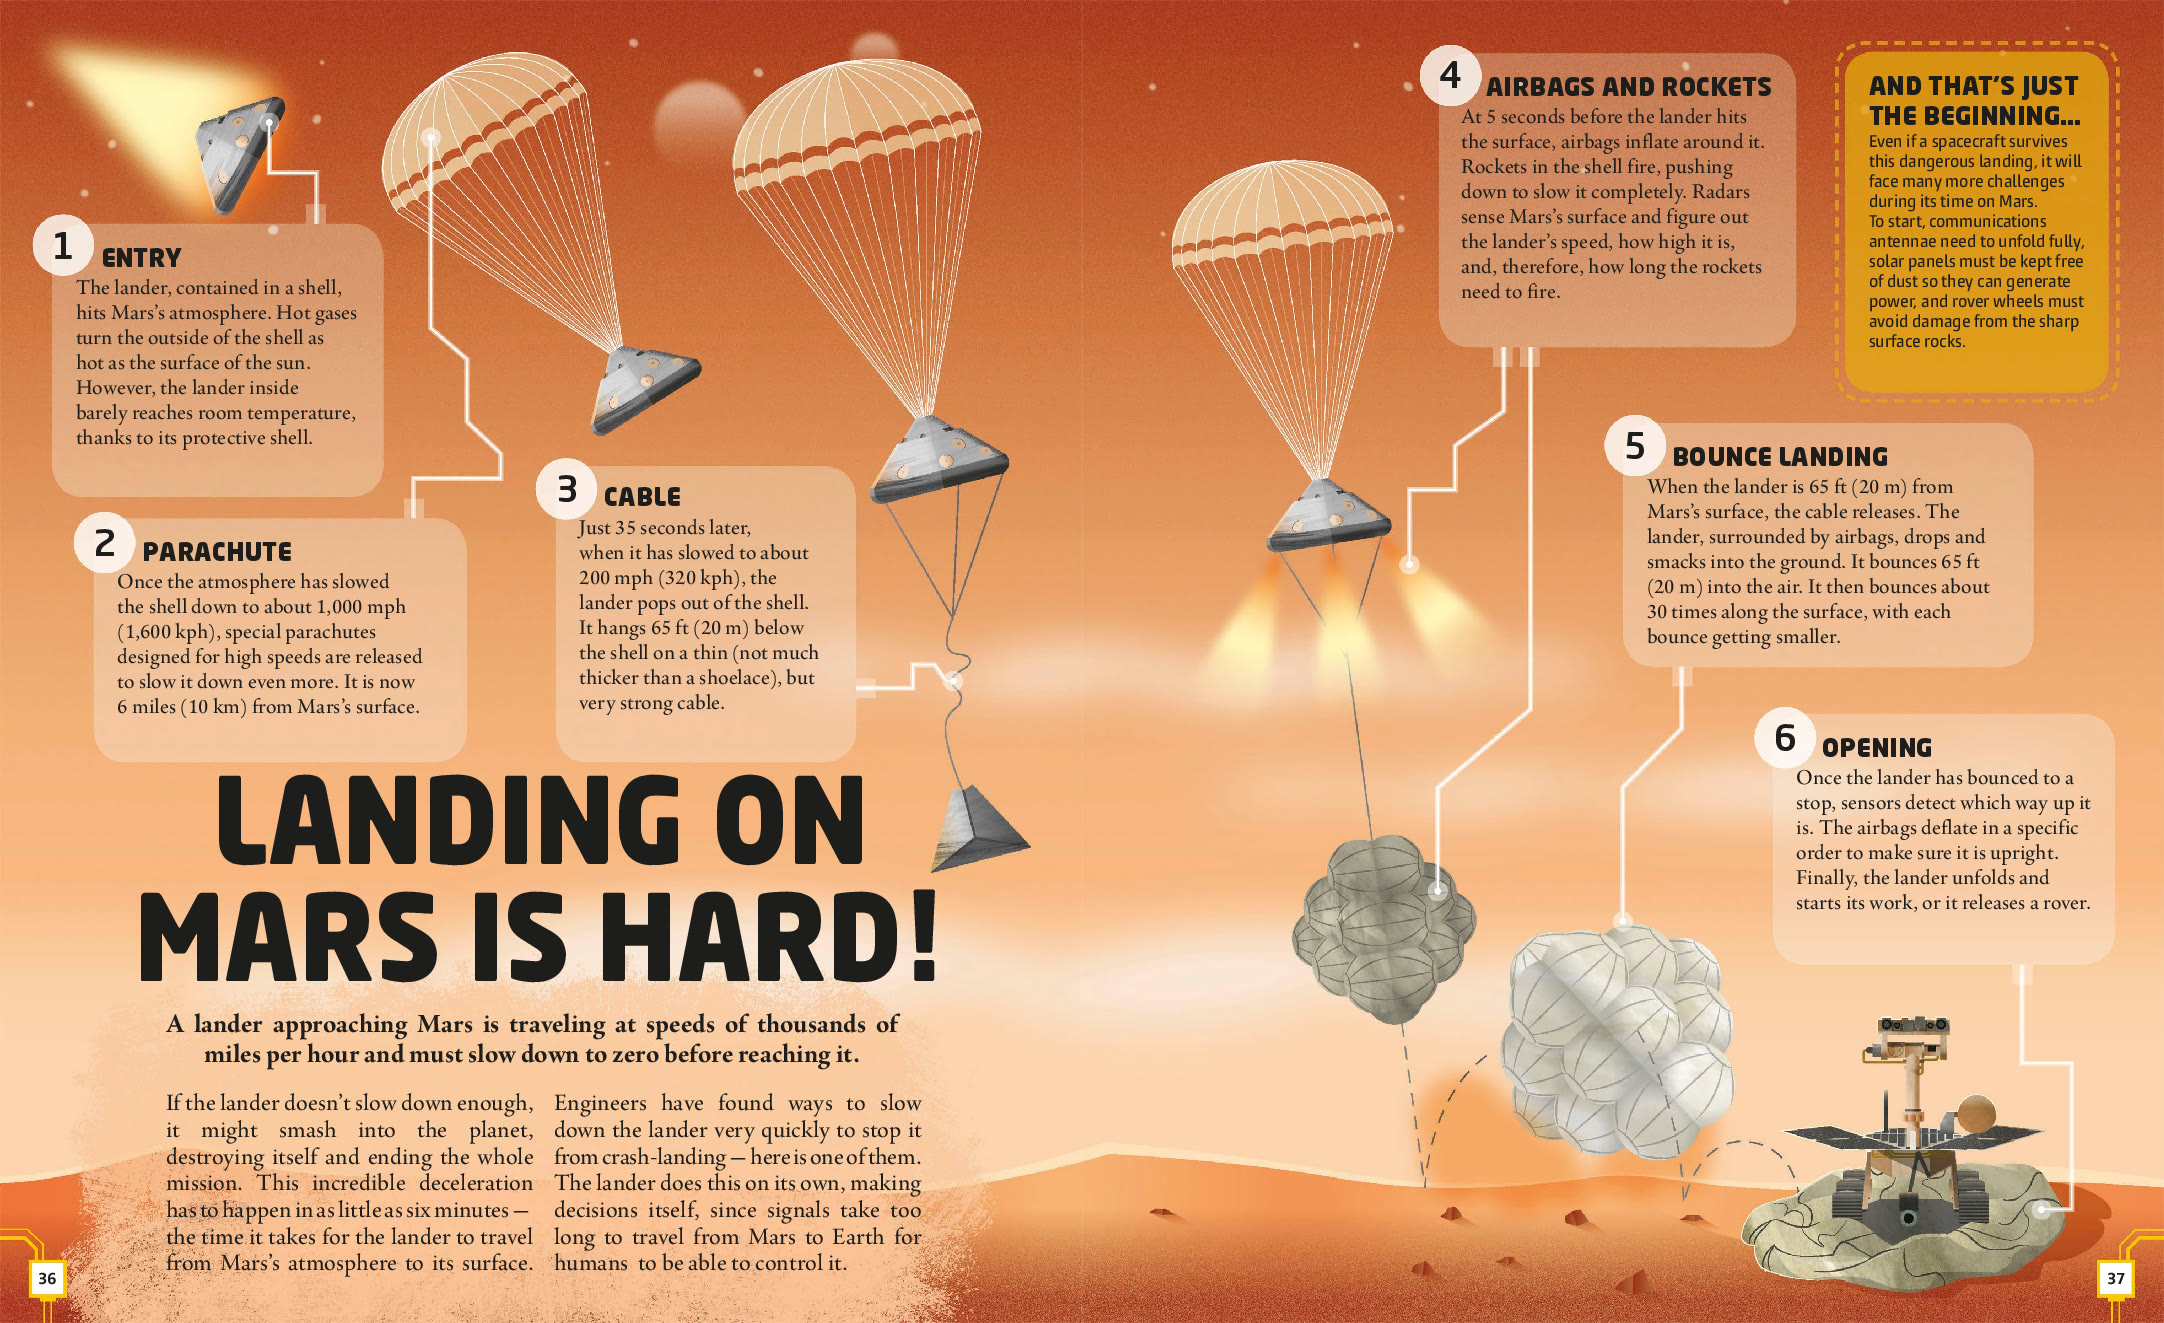 1
ENTRY
The lander, contained in a shell,
hits Mars's atmosphere. Hot gases
turn the outside of the shell as
hot as the surface of the sun.
However, the lander inside
barely reaches room temperature,
thanks to its protective shell.
2
PARACHUTE
Once the atmosphere has slowed
the shell down to about 1,000 mph
(1,600 kph), special parachutes
designed for high speeds are released
to slow it down even more. It is now
6 miles (10 km) from Mars's surface.
3
CABLE
Just 35 seconds later,
when it has slowed to about
200 mph (320 kph), the
lander pops out of the shell.
It hangs 65 ft (20 m) below
the shell on a thin (not much
thicker than a shoelace), but
very strong cable.
LANDING ON
MARS IS HARD!
A lander approaching Mars is traveling at speeds of thousands of
miles per hour and must slow down to zero before reaching it.
If the lander doesn't slow down enough,
it might smash into the planet,
destroying itself and ending the whole
mission. This incredible deceleration
has to happen in as little as six minutes —
the time it takes for the lander to travel
from Mars's atmosphere to its surface.
Engineers have found ways to slow
down the lander very quickly to stop it
from crash-landing — here is one of them.
The lander does this on its own, making
decisions itself, since signals take too
long to travel from Mars to Earth for
humans to be able to control it.
36
4
AIRBAGS AND ROCKETS
At 5 seconds before the lander hits
the surface, airbags inflate around it.
Rockets in the shell fire, pushing
down to slow it completely. Radars
sense Mars's surface and figure out
the lander's speed, how high it is,
and, therefore, how long the rockets
need to fire.
AND THAT'S JUST
THE BEGINNING...
Even if a spacecraft survives
this dangerous landing, it will
face many more challenges
during its time on Mars.
To start, communications
antennae need to unfold fully,
solar panels must be kept free
of dust so they can generate
power, and rover wheels must
avoid damage from the sharp
surface rocks.
5
BOUNCE LANDING
When the lander is 65 ft (20 m) from
Mars's surface, the cable releases. The
lander, surrounded by airbags, drops and
smacks into the ground. It bounces 65 ft
(20 m) into the air. It then bounces about
30 times along the surface, with each
bounce getting smaller.
6
OPENING
Once the lander has bounced to a
stop, sensors detect which way up it
is. The airbags deflate in a specific
order to make sure it is upright.
Finally, the lander unfolds and
starts its work, or it releases a rover.
37